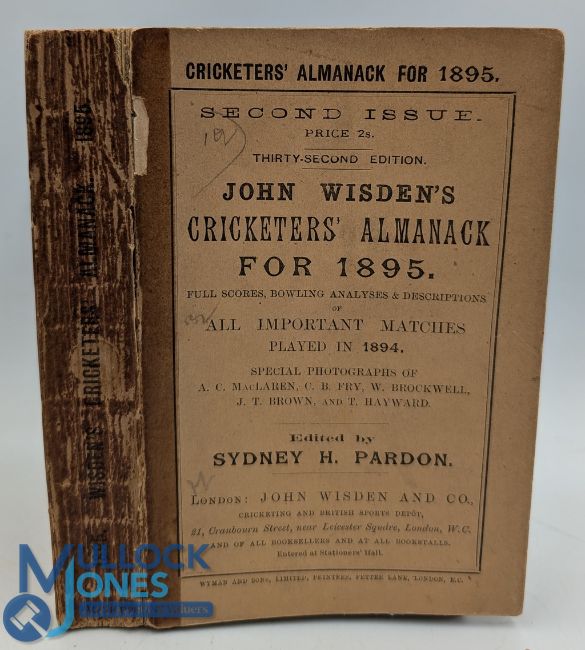 CRICKETERS' ALMANACK FOR 1895.
SECOND ISSUE.
PRICE 2s.
THIRTY-SECOND EDITION.
JOHN WISDEN'S
CRICKETERS' ALMANACK
FOR 1895.
FULL SCORES, BOWLING ANALYSES & DESCRIPTIONS
OF
ALL IMPORTANT MATCHES
PLAYED IN 1894,
SPECIAL PHOTOGRAPHS OF
A. C. MACLAREN, C. B. FRY, W. BROCKWELL,
J. T. BROWN, AND T. HAYWARD.
Edited by
SYDNEY H. PARDON.
LONDON: JOHN WISDEN AND CO.,
CRICKETING AND BRITISH SPORTS DEPÔT,
21, Cranbourn Street, near Leicester Square, London, W.C.
AND OF ALL BOOKSELLERS AND AT ALL BOOKSTALLS.
Entered at Stationers' Hall.
WYMAN AND SONS, LIMITED, PRINTERS, FETTER LANE, LONDON, E.C.
WISDEN'S CRICKETERS' ALMANACK 1895
MULLOCK
JONES